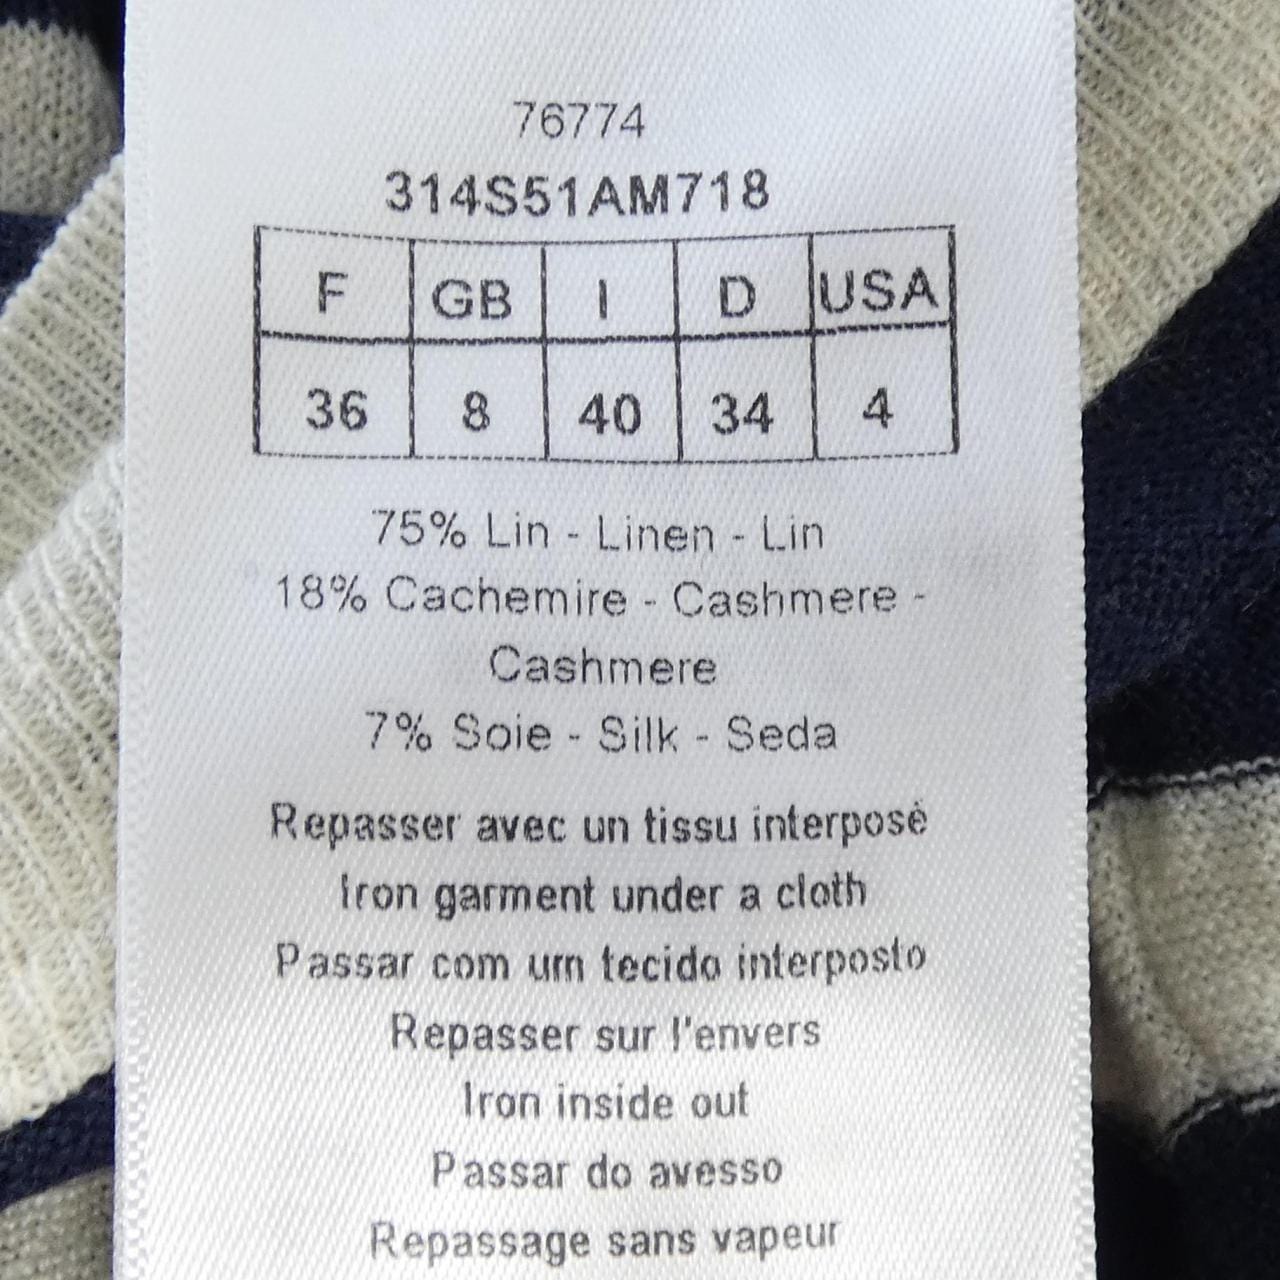 76774
314S51AM718
F GB I D USA
36 8 40 34 4
75% Lin - Linen - Lin
18% Cachemire - Cashmere -
Cashmere
7% Soie - Silk - Seda
Repasser avec un tissu interposé
Iron garment under a cloth
Passar com um tecido interposto
Repasser sur l'envers
Iron inside out
Passar do avesso
Repassage sans vapeur